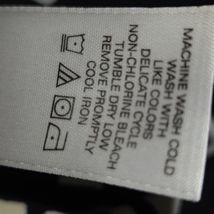 MACHINE WASH COLD
WASH WITH
LIKE COLORS
DELICATE CYCLE
NON-CHLORINE BLEACH
TUMBLE DRY LOW
REMOVE PROMPTLY
COOL IRON